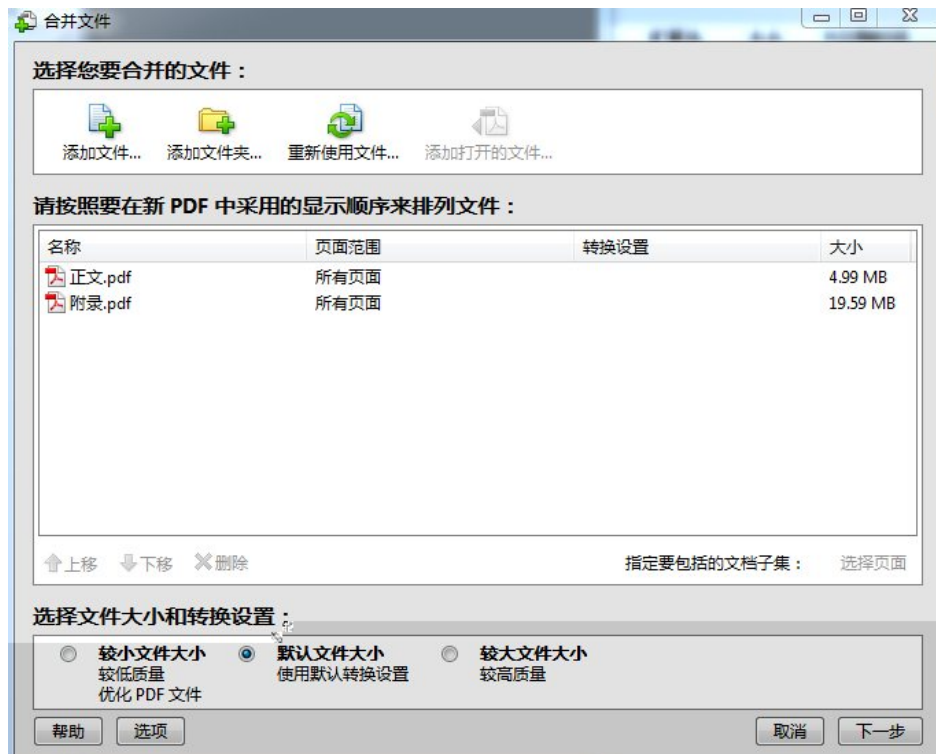 合并文件
选择您要合并的文件：
添加文件... 添加文件夹... 重新使用文件... 添加打开的文件...
请按照要在新 PDF 中采用的显示顺序来排列文件：
名称 页面范围 转换设置 大小
正文.pdf 所有页面 4.99 MB
附录.pdf 所有页面 19.59 MB
上移 下移 删除 指定要包括的文档子集： 选择页面
选择文件大小和转换设置：
较小文件大小 默认文件大小 较大文件大小
较低质量 使用默认转换设置 较高质量
优化 PDF 文件
帮助 选项 取消 下一步